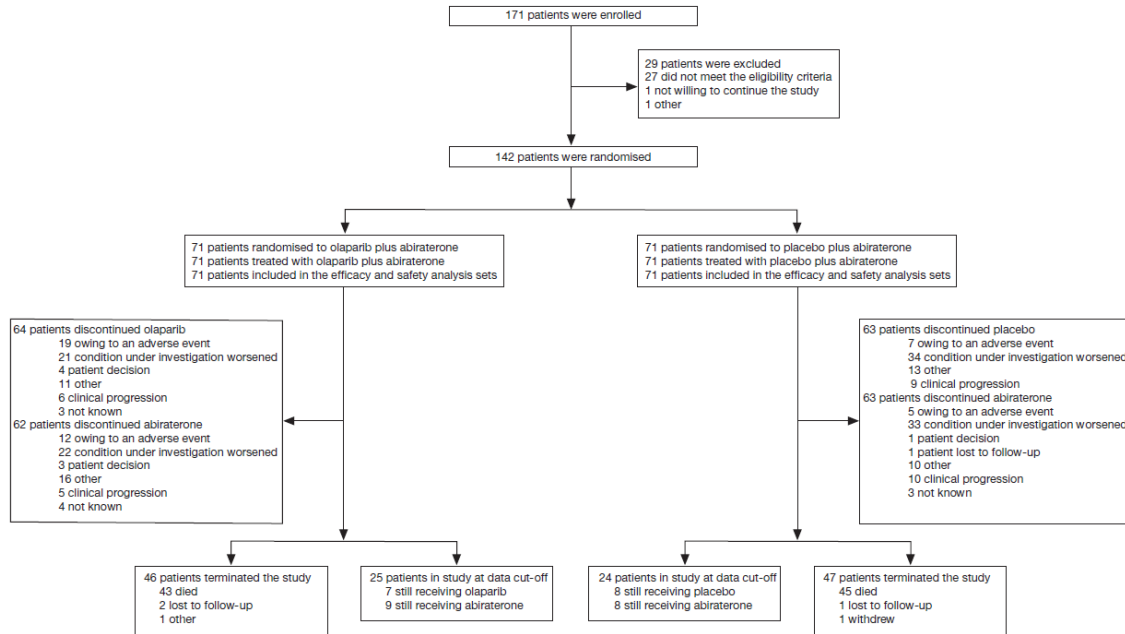 171 patients were enrolled
29 patients were excluded
27 did not meet the eligibility criteria
1 not willing to continue the study
1 other
142 patients were randomised
71 patients randomised to olaparib plus abiraterone
71 patients treated with olaparib plus abiraterone
71 patients included in the efficacy and safety analysis sets
71 patients randomised to placebo plus abiraterone
71 patients treated with placebo plus abiraterone
71 patients included in the efficacy and safety analysis sets
64 patients discontinued olaparib
19 owing to an adverse event
21 condition under investigation worsened
4 patient decision
11 other
6 clinical progression
3 not known
62 patients discontinued abiraterone
12 owing to an adverse event
22 condition under investigation worsened
3 patient decision
16 other
5 clinical progression
4 not known
63 patients discontinued placebo
7 owing to an adverse event
34 condition under investigation worsened
13 other
9 clinical progression
63 patients discontinued abiraterone
5 owing to an adverse event
33 condition under investigation worsened
1 patient decision
1 patient lost to follow-up
10 other
10 clinical progression
3 not known
46 patients terminated the study
43 died
2 lost to follow-up
1 other
25 patients in study at data cut-off
7 still receiving olaparib
9 still receiving abiraterone
24 patients in study at data cut-off
8 still receiving placebo
8 still receiving abiraterone
47 patients terminated the study
45 died
1 lost to follow-up
1 withdrew